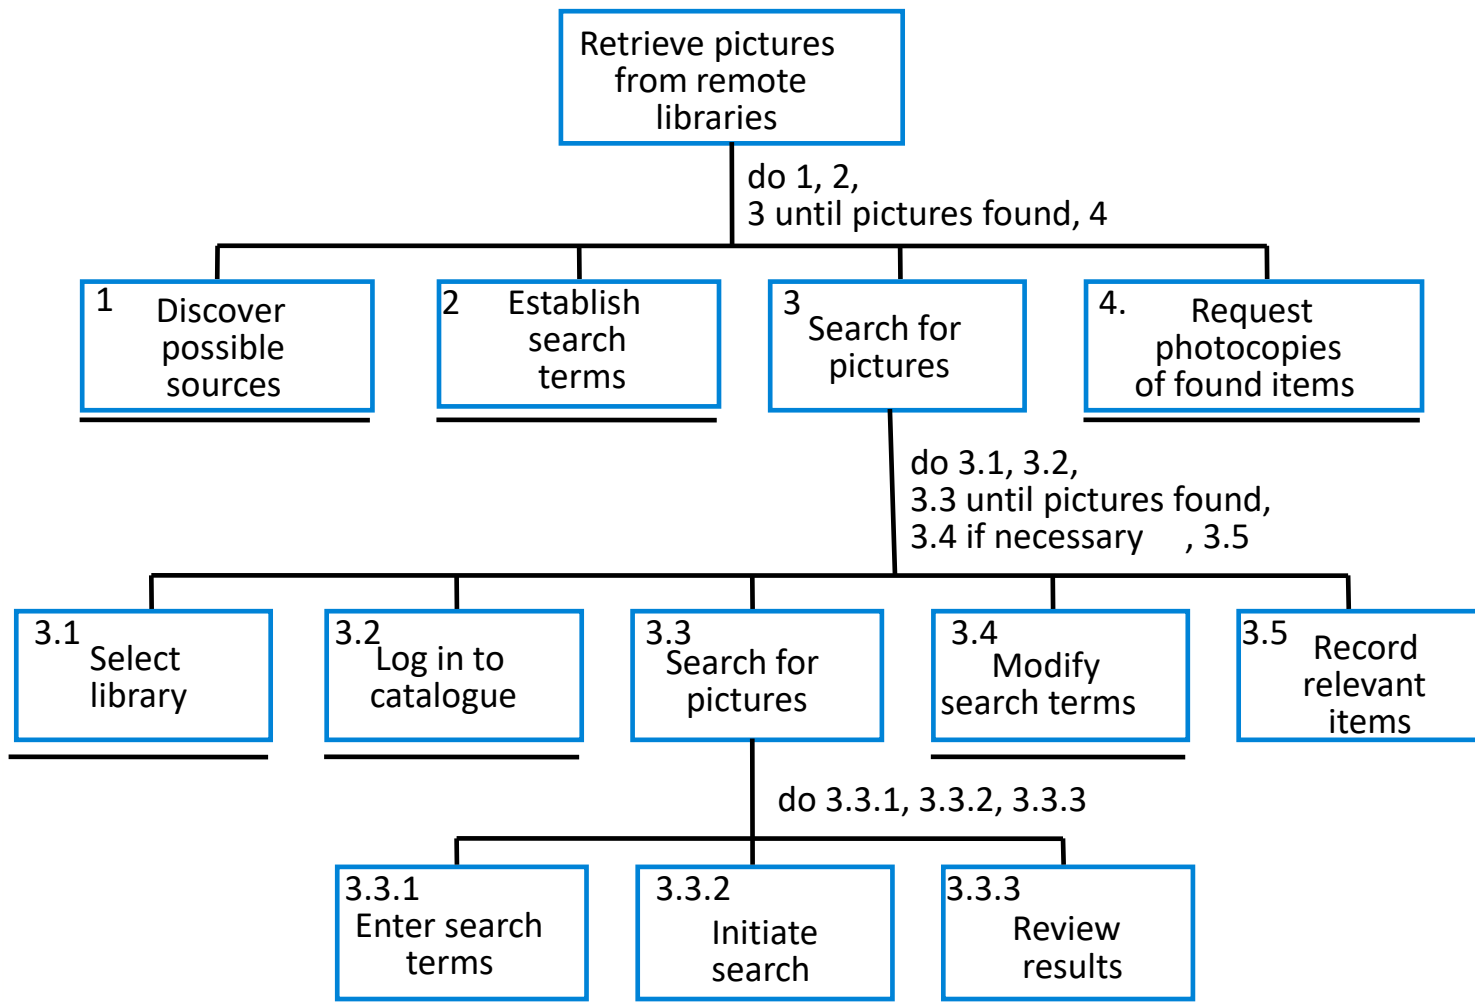 Retrieve pictures
from remote
libraries
do 1, 2,
3 until pictures found, 4
1
Discover
possible
sources
2
Establish
search
terms
3
Search for
pictures
4.
Request
photocopies
of found items
do 3.1, 3.2,
3.3 until pictures found,
3.4 if necessary , 3.5
3.1
Select
library
3.2
Log in to
catalogue
3.3
Search for
pictures
3.4
Modify
search terms
3.5
Record
relevant
items
do 3.3.1, 3.3.2, 3.3.3
3.3.1
Enter search
terms
3.3.2
Initiate
search
3.3.3
Review
results